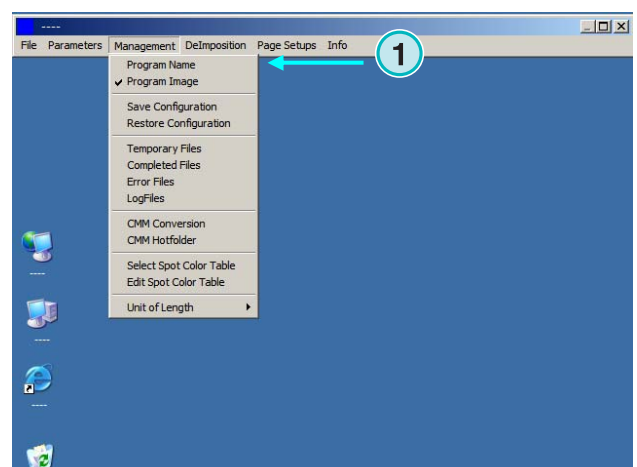 ----
File Parameters Management DeImposition Page Setups Info
1
Program Name
Program Image
Save Configuration
Restore Configuration
Temporary Files
Completed Files
Error Files
LogFiles
CMM Conversion
CMM Hotfolder
Select Spot Color Table
Edit Spot Color Table
Unit of Length
----
----
----